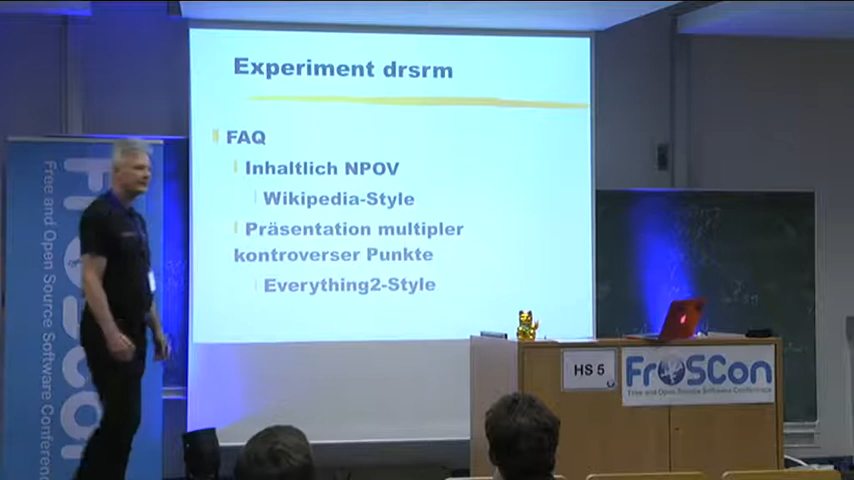 Experiment drsrm
FAQ
Inhaltlich NPOV
Wikipedia-Style
Präsentation multipler
kontroverser Punkte
Everything2-Style
HS 5
FrOSCon
Free and Open Source Software Conference
Free and Open Source Software Conference